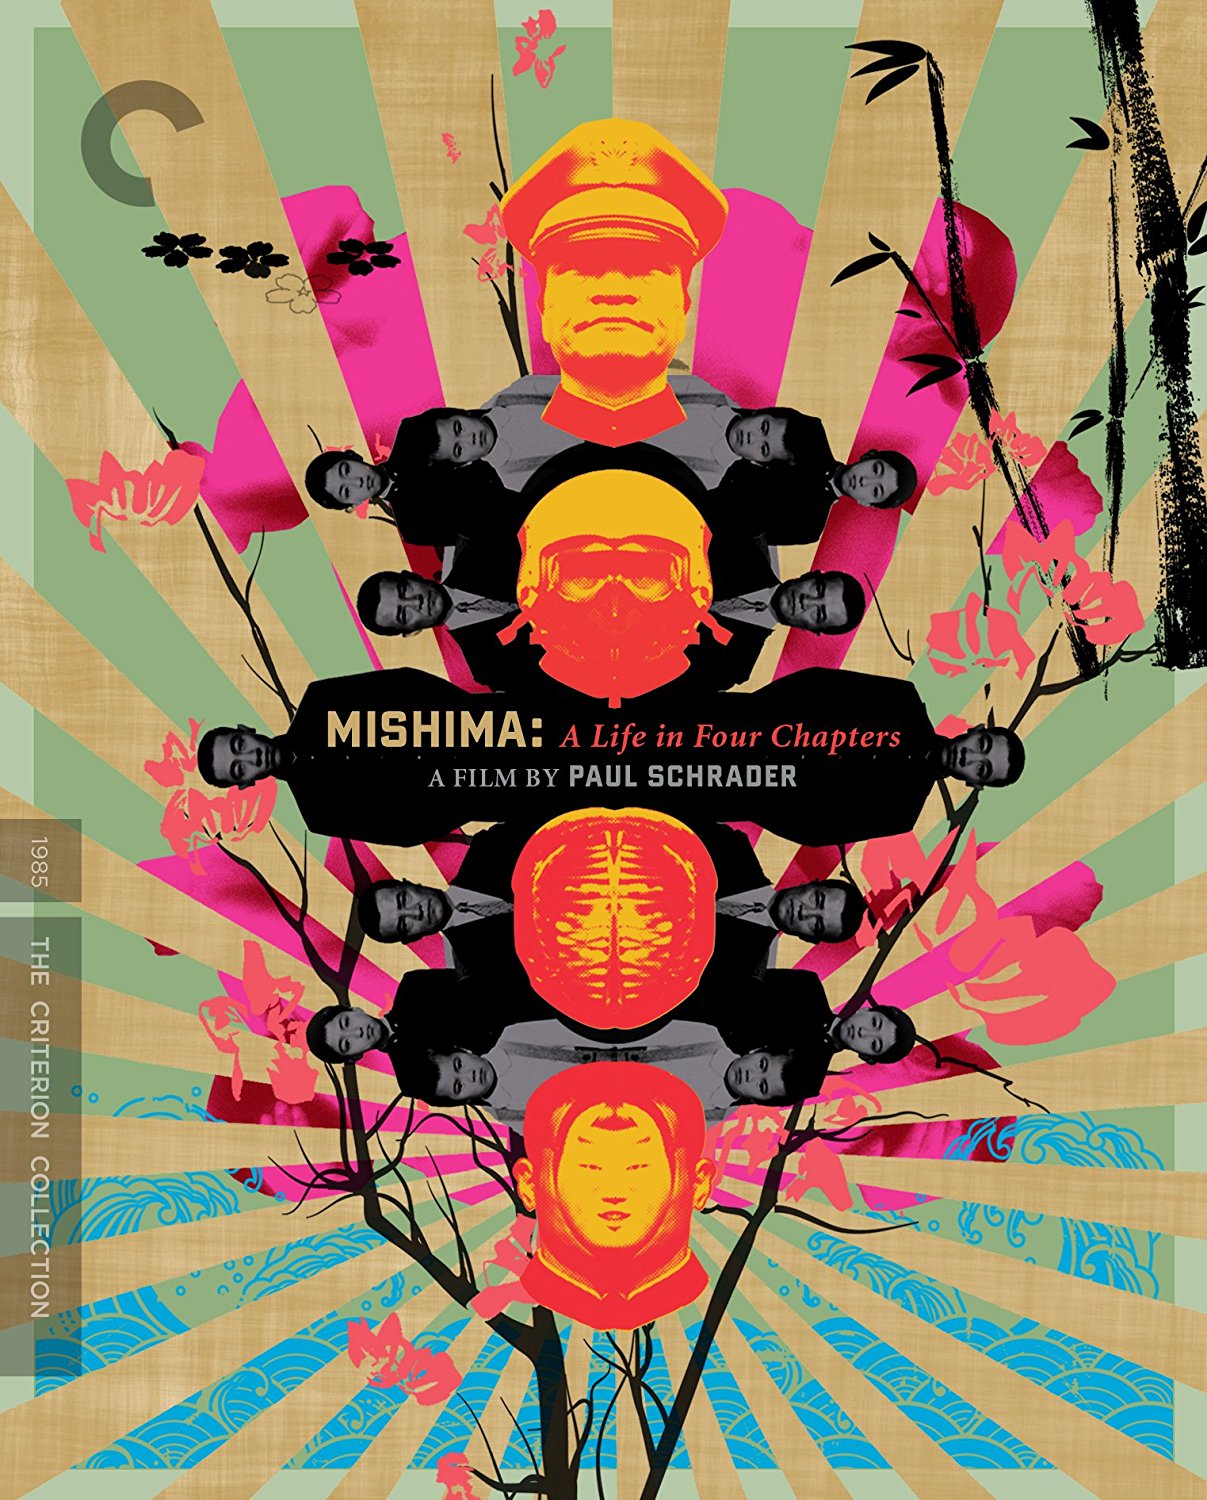 MISHIMA: A Life in Four Chapters
A FILM BY PAUL SCHRADER
1985
THE CRITERION COLLECTION